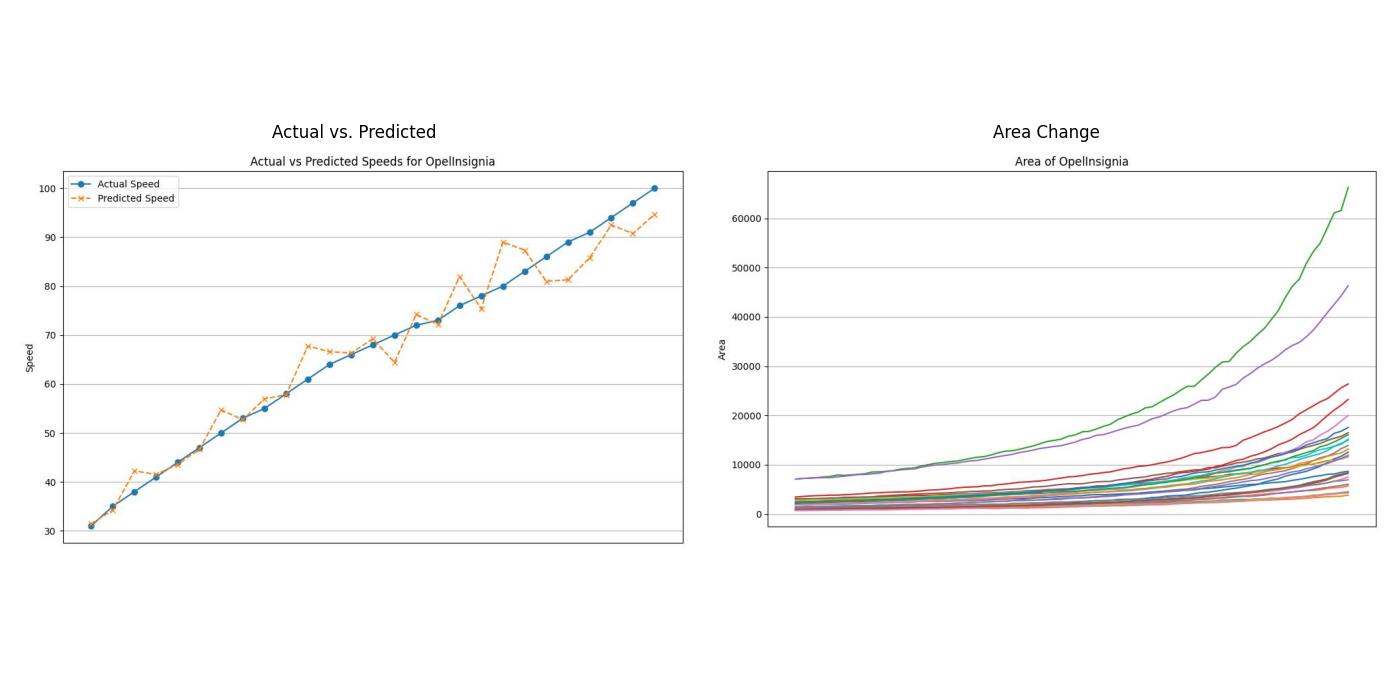 Actual vs. Predicted
Actual vs Predicted Speeds for OpelInsignia
Actual Speed
Predicted Speed
100
90
80
70
60
50
40
30
Speed
Area Change
Area of OpelInsignia
60000
50000
40000
30000
20000
10000
0
Area